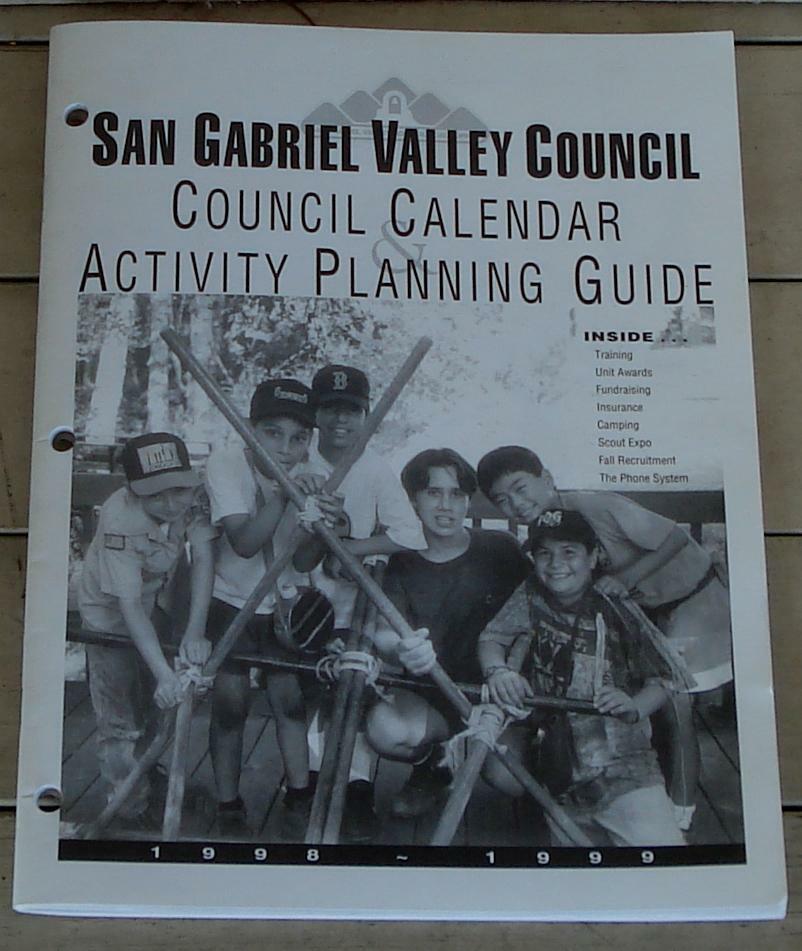 SAN GABRIEL VALLEY COUNCIL
COUNCIL CALENDAR
&
ACTIVITY PLANNING GUIDE
INSIDE . . .
Training
Unit Awards
Fundraising
Insurance
Camping
Scout Expo
Fall Recruitment
The Phone System
B
1998 ~ 1999